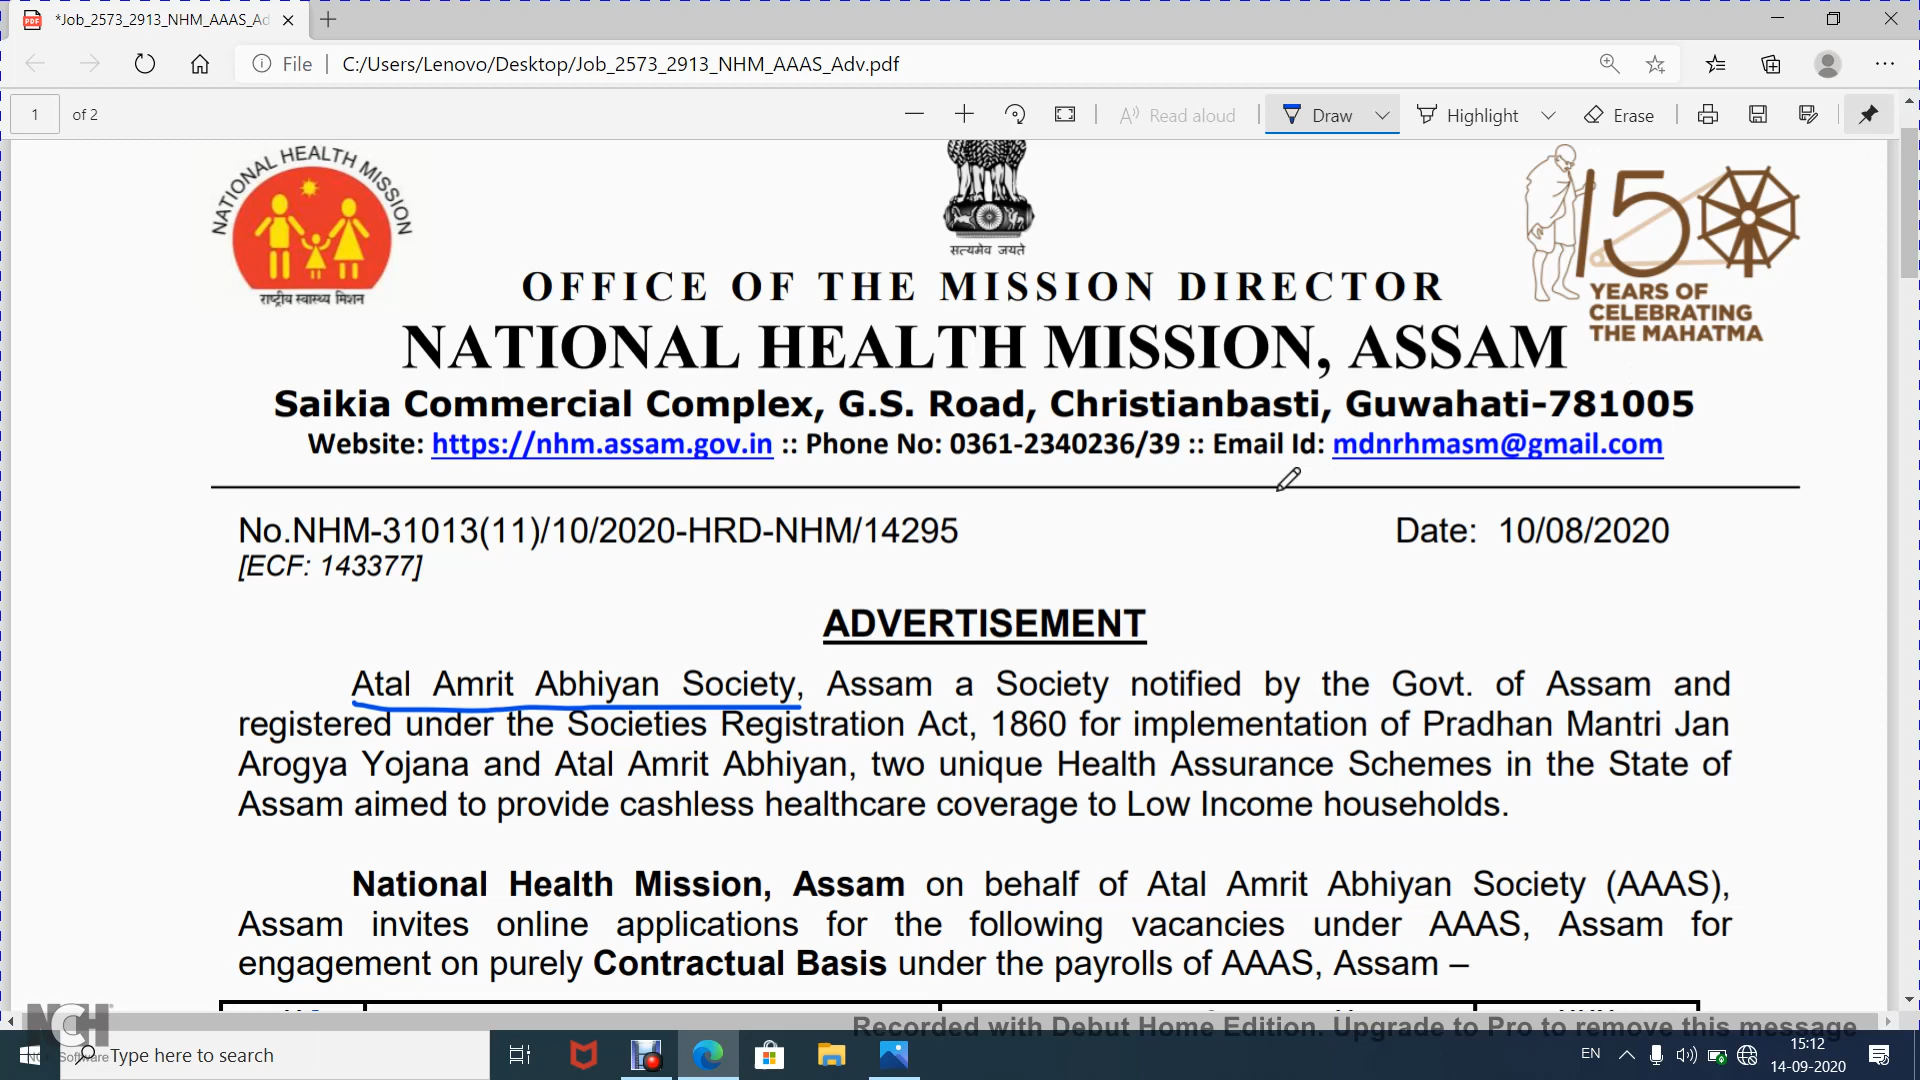 *Job_2573_2913_NHM_AAAS_Ad
File
C:/Users/Lenovo/Desktop/Job_2573_2913_NHM_AAAS_Adv.pdf
1 of 2
Read aloud
Draw
Highlight
Erase
NATIONAL HEALTH MISSION
राष्ट्रीय स्वास्थ्य मिशन
सत्यमेव जयते
150
YEARS OF
CELEBRATING
THE MAHATMA
OFFICE OF THE MISSION DIRECTOR
NATIONAL HEALTH MISSION, ASSAM
Saikia Commercial Complex, G.S. Road, Christianbasti, Guwahati-781005
Website: https://nhm.assam.gov.in :: Phone No: 0361-2340236/39 :: Email Id: mdnrhmasm@gmail.com
No.NHM-31013(11)/10/2020-HRD-NHM/14295 Date: 10/08/2020
[ECF: 143377]
ADVERTISEMENT
Atal Amrit Abhiyan Society, Assam a Society notified by the Govt. of Assam and
registered under the Societies Registration Act, 1860 for implementation of Pradhan Mantri Jan
Arogya Yojana and Atal Amrit Abhiyan, two unique Health Assurance Schemes in the State of
Assam aimed to provide cashless healthcare coverage to Low Income households.
National Health Mission, Assam on behalf of Atal Amrit Abhiyan Society (AAAS),
Assam invites online applications for the following vacancies under AAAS, Assam for
engagement on purely Contractual Basis under the payrolls of AAAS, Assam –
NCH
Recorded with Debut Home Edition. Upgrade to Pro to remove this message
Type here to search
EN
15:12
14-09-2020